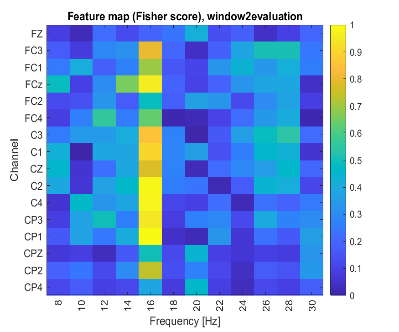 Feature map (Fisher score), window2evaluation
FZ
FC3
FC1
FCz
FC2
FC4
C3
C1
CZ
C2
C4
CP3
CP1
CPZ
CP2
CP4
Channel
8 10 12 14 16 18 20 22 24 26 28 30
Frequency [Hz]
1
0.9
0.8
0.7
0.6
0.5
0.4
0.3
0.2
0.1
0